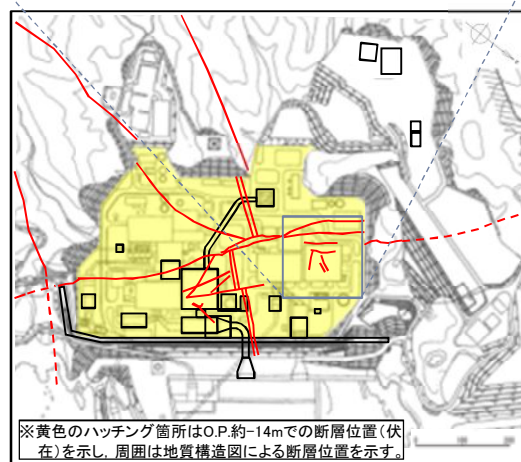 ※黄色のハッチング箇所はO.P.約-14mでの断層位置(伏
在)を示し，周囲は地質構造図による断層位置を示す。